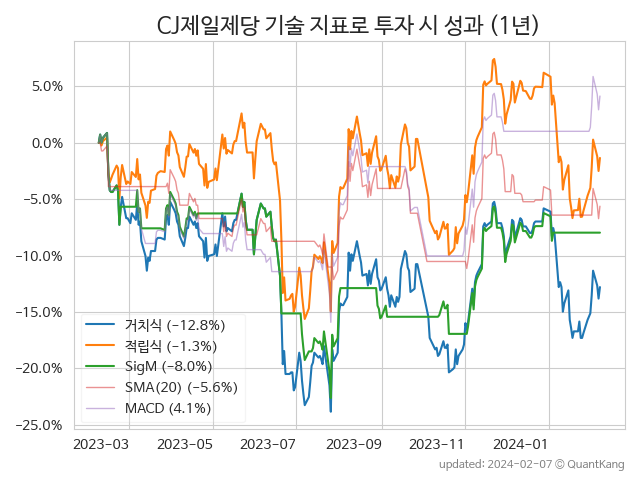 CJ제일제당 기술 지표로 투자 시 성과 (1년)
5.0%
0.0%
−5.0%
−10.0%
−15.0%
−20.0%
−25.0%
거치식 (−12.8%)
적립식 (−1.3%)
SigM (−8.0%)
SMA(20) (−5.6%)
MACD (4.1%)
2023−03 2023−05 2023−07 2023−09 2023−11 2024−01
updated: 2024−02−07 © QuantKang